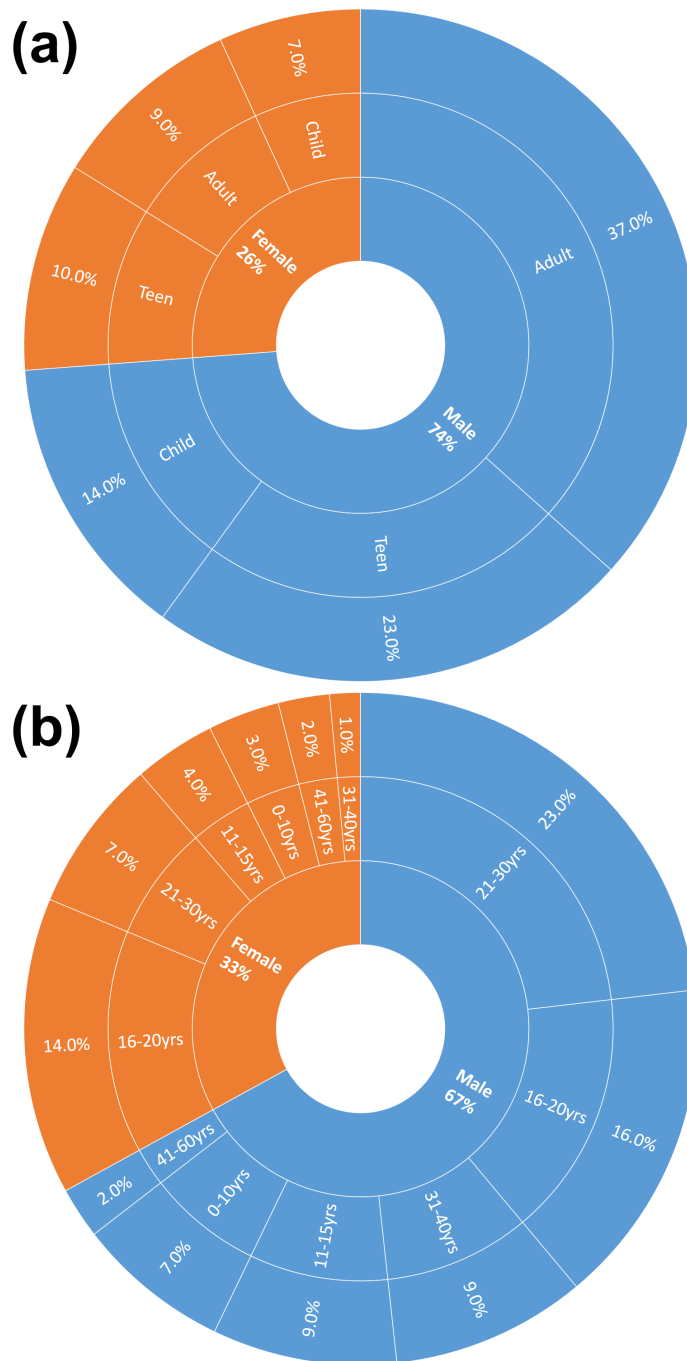 (a)
7.0%
9.0%
Child
37.0%
Adult
Adult
Female
26%
10.0%
Teen
Male
74%
Child
14.0%
Teen
23.0%
(b)
1.0%
2.0%
3.0%
4.0%
31-40yrs
41-60yrs
0-10yrs
11-15yrs
23.0%
7.0%
21-30yrs
21-30yrs
Female
33%
14.0%
16-20yrs
Male
67%
16-20yrs
16.0%
41-60yrs
2.0%
0-10yrs
31-40yrs
11-15yrs
7.0%
9.0%
9.0%